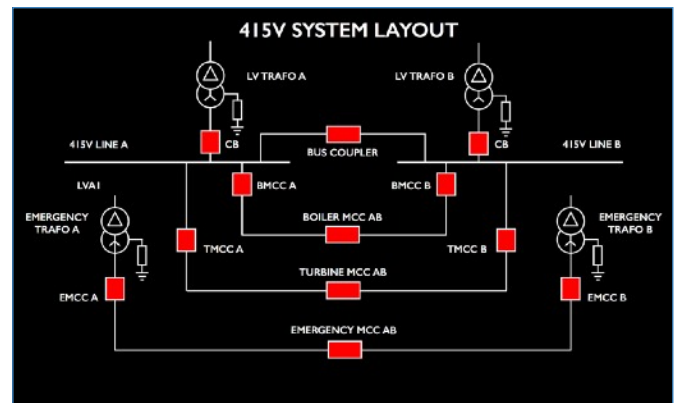 415V SYSTEM LAYOUT
LV TRAFO A
LV TRAFO B
415V LINE A
CB
BUS COUPLER
CB
415V LINE B
LVA1
BMCC A
BMCC B
EMERGENCY
TRAFO A
BOILER MCC AB
EMERGENCY
TRAFO B
TMCC A
TMCC B
TURBINE MCC AB
EMCC A
EMCC B
EMERGENCY MCC AB